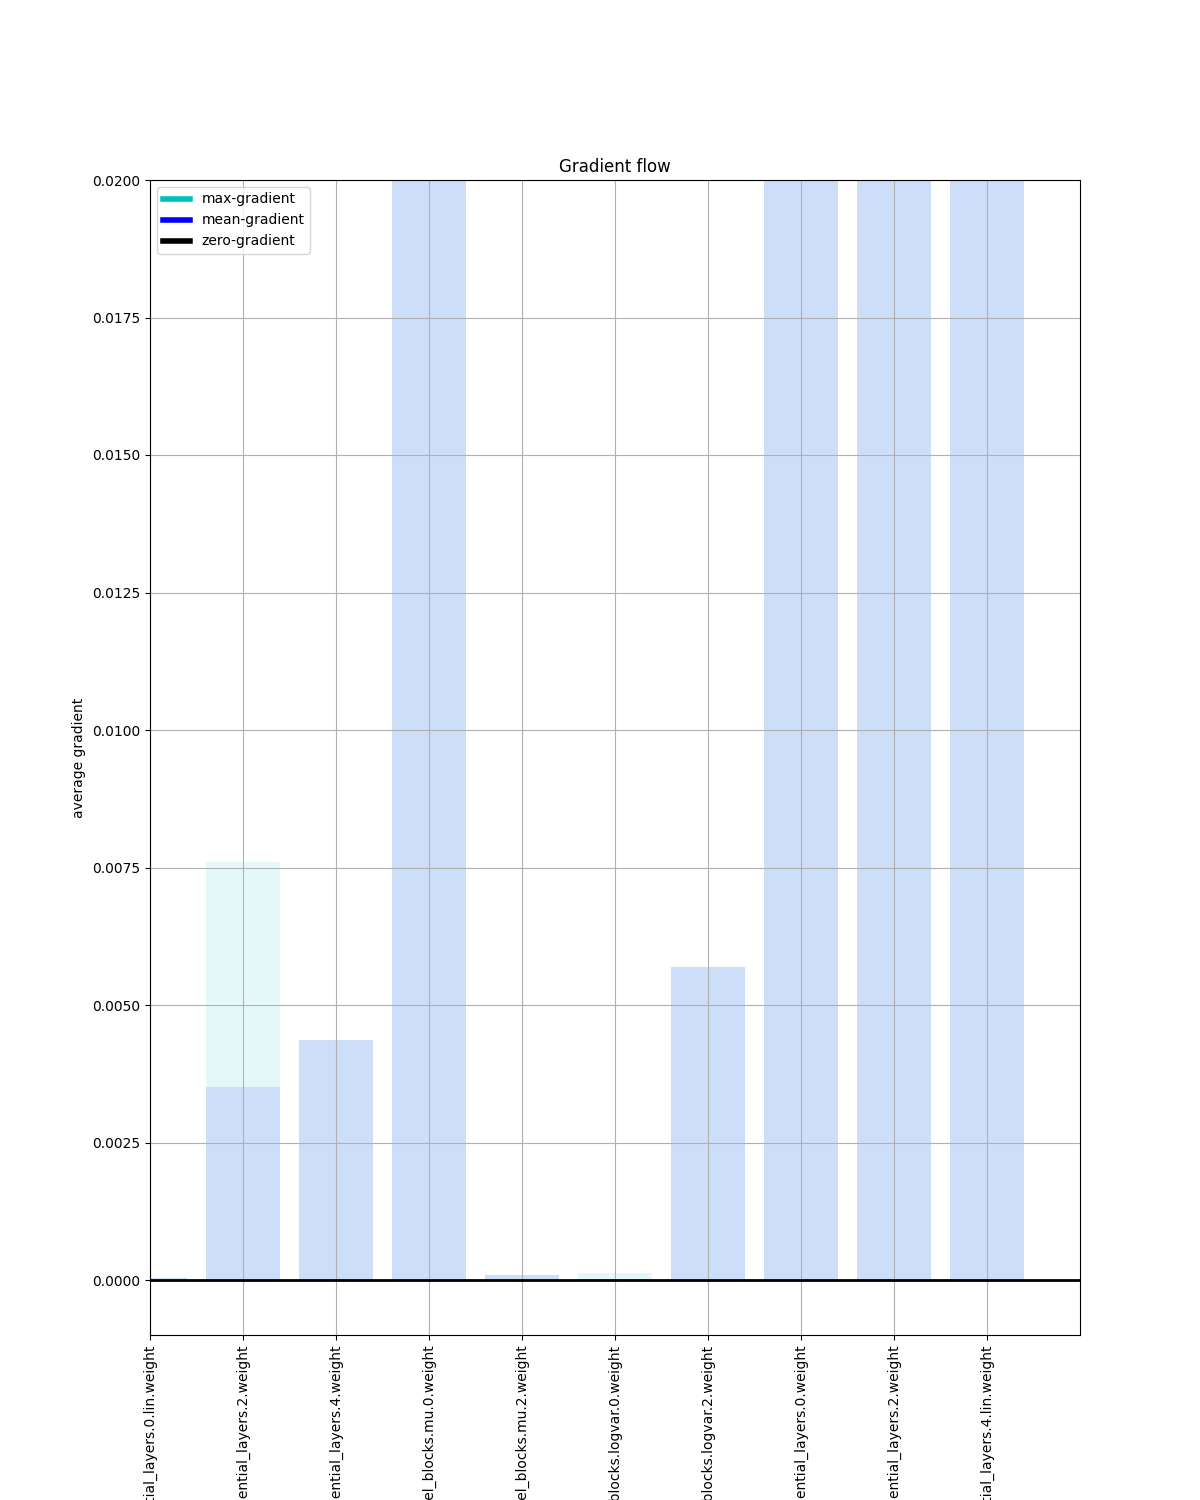 Gradient flow
max-gradient
mean-gradient
zero-gradient
0.0200
0.0175
0.0150
0.0125
0.0100
0.0075
0.0050
0.0025
0.0000
average gradient
tial_layers.0.lin.weight
ential_layers.2.weight
ential_layers.4.weight
el_blocks.mu.0.weight
el_blocks.mu.2.weight
blocks.logvar.0.weight
blocks.logvar.2.weight
ential_layers.0.weight
ential_layers.2.weight
tial_layers.4.lin.weight